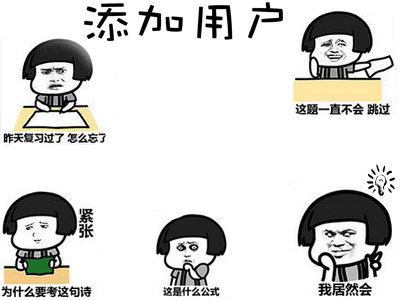 添加用户
昨天复习过了 怎么忘了
这题一直不会 跳过
紧张
为什么要考这句诗
这是什么公式
我居然会